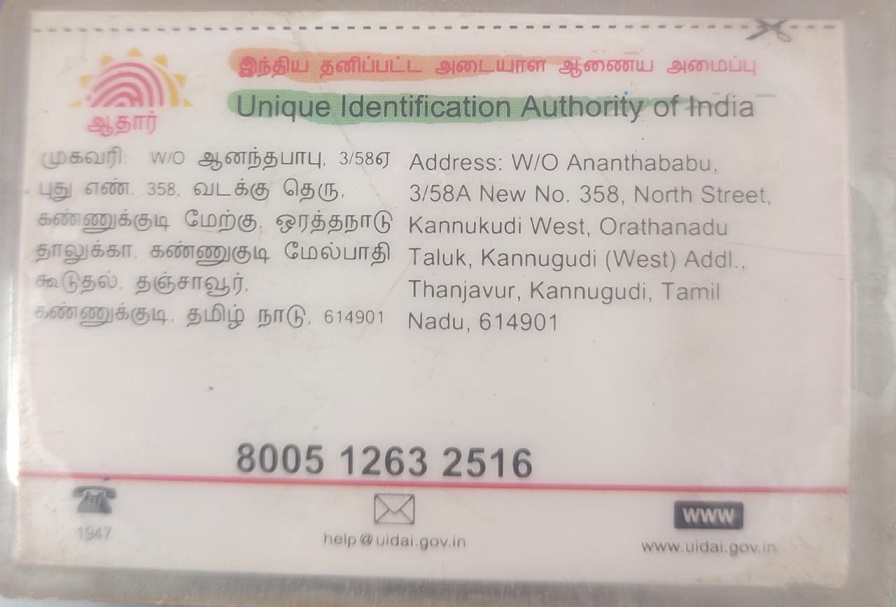 இந்திய தனிப்பட்ட அடையாள ஆணைய அமைப்பு
Unique Identification Authority of India
ஆதார்
முகவரி: W/O ஆனந்தபாபு, 3/58ஏ
புது எண். 358, வடக்கு தெரு,
கண்ணுக்குடி மேற்கு, ஒரத்தநாடு
தாலுக்கா, கண்ணுகுடி மேல்பாதி
கூடுதல், தஞ்சாவூர்,
கண்ணுக்குடி, தமிழ் நாடு, 614901
Address: W/O Ananthababu,
3/58A New No. 358, North Street,
Kannukudi West, Orathanadu
Taluk, Kannugudi (West) Addl.,
Thanjavur, Kannugudi, Tamil
Nadu, 614901
8005 1263 2516
1947
help@uidai.gov.in
WWW
www.uidai.gov.in